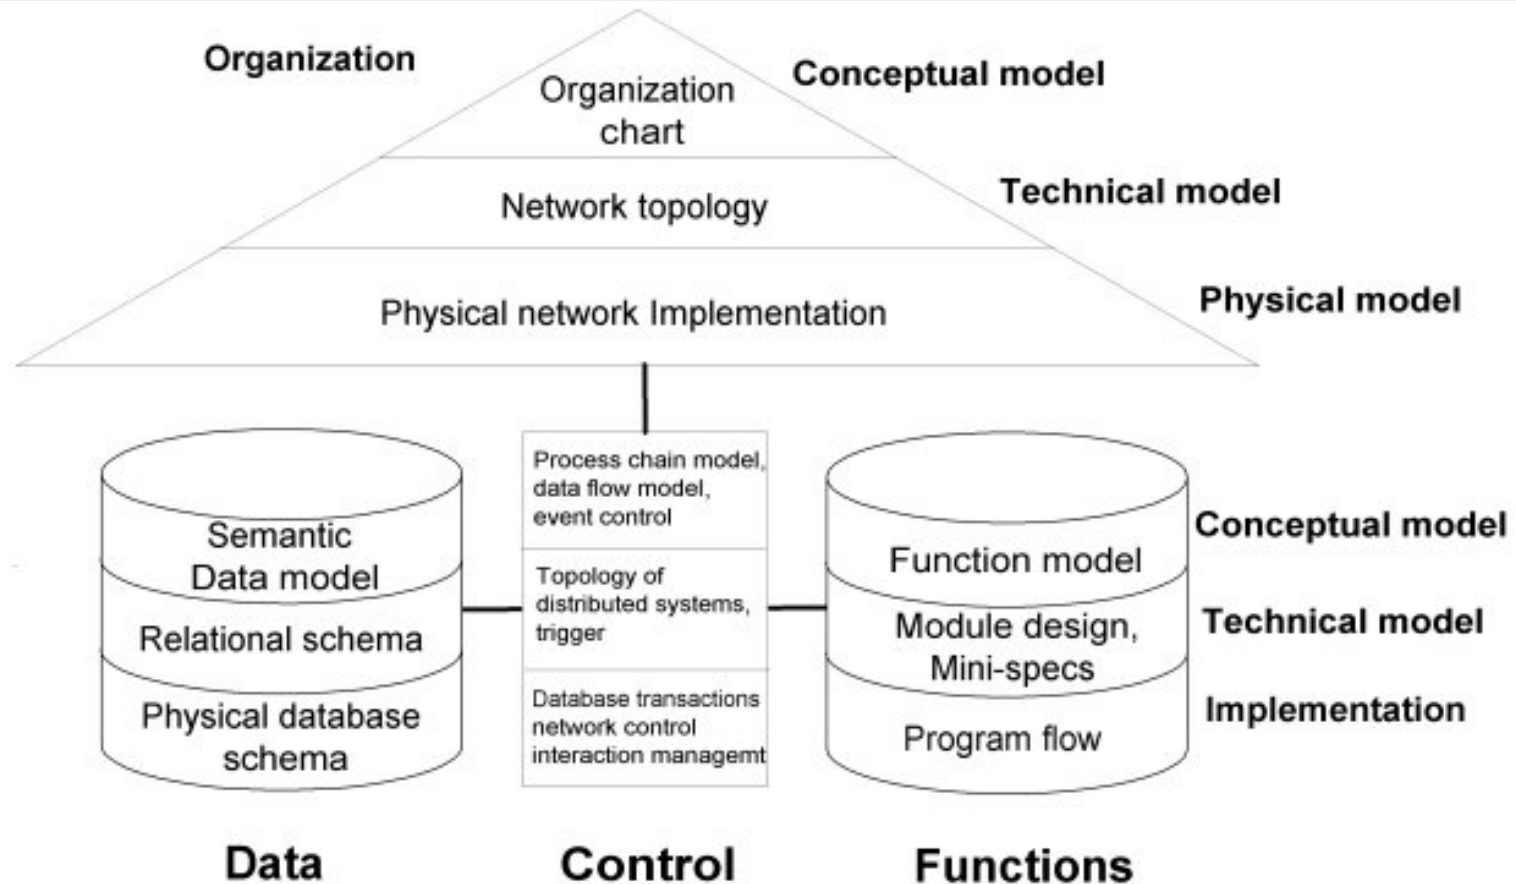 Organization
Conceptual model
Organization
chart
Technical model
Network topology
Physical model
Physical network Implementation
Process chain model,
data flow model,
event control
Semantic
Data model
Function model
Conceptual model
Topology of
distributed systems,
trigger
Relational schema
Module design,
Mini-specs
Technical model
Database transactions
network control
interaction managemt
Physical database
schema
Program flow
Implementation
Data
Control
Functions